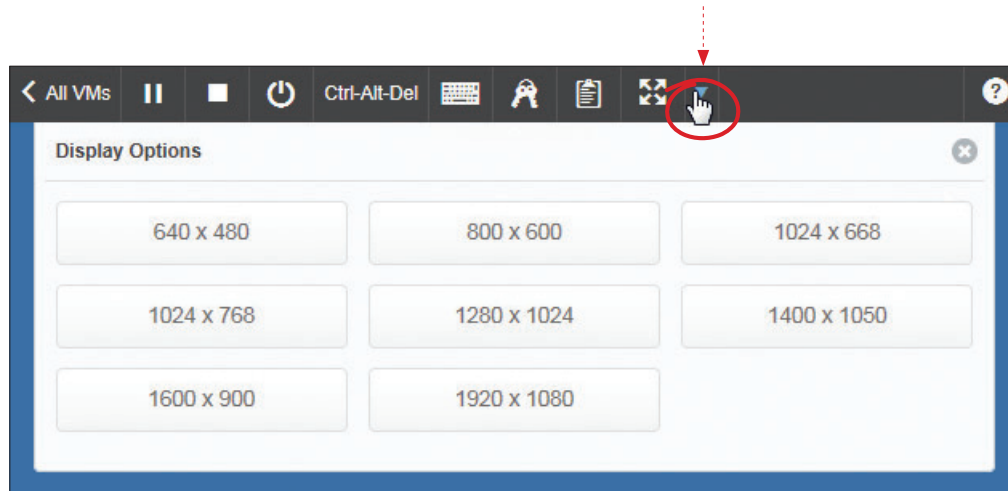 All VMs Ctrl-Alt-Del ?
Display Options
640 x 480 800 x 600 1024 x 668
1024 x 768 1280 x 1024 1400 x 1050
1600 x 900 1920 x 1080